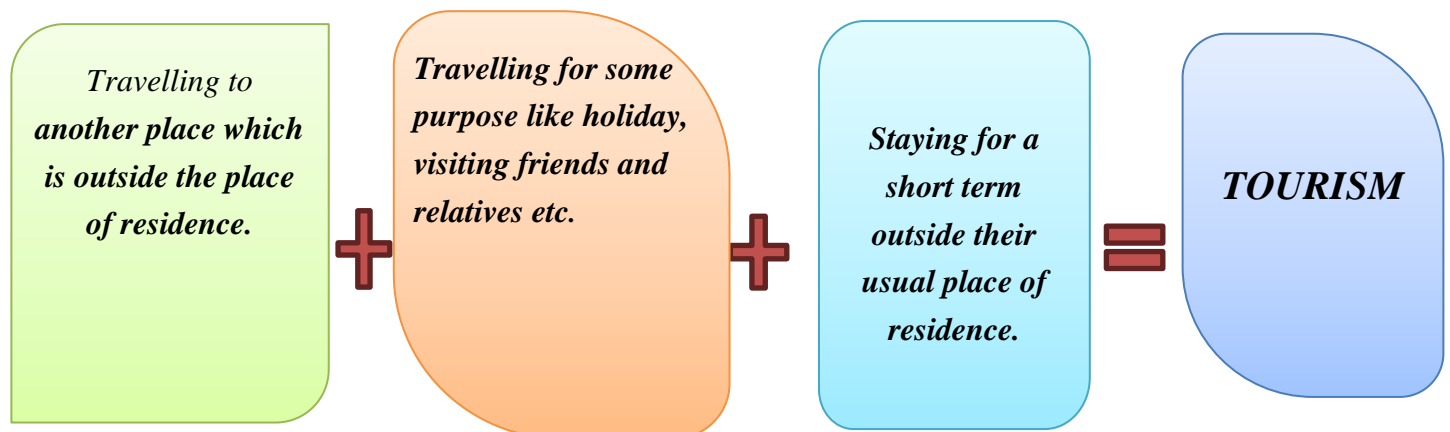 Travelling to
another place which
is outside the place
of residence.
Travelling for some
purpose like holiday,
visiting friends and
relatives etc.
Staying for a
short term
outside their
usual place of
residence.
TOURISM